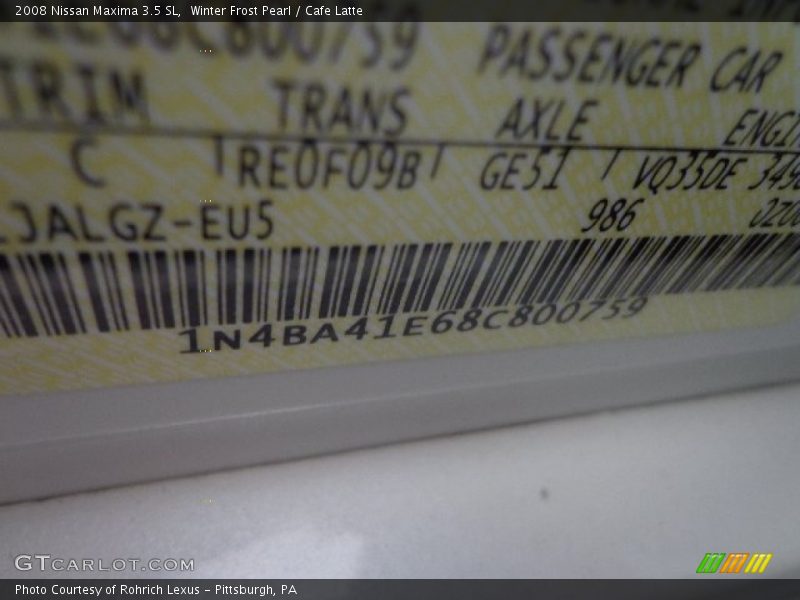 2008 Nissan Maxima 3.5 SL,  Winter Frost Pearl / Cafe Latte
PASSENGER CAR
TRIM TRANS AXLE
C RE0F09B GE51 VQ35DE
JALGZ-EU5 986
1N4BA41E68C800759
GTCARLOT.COM
Photo Courtesy of Rohrich Lexus – Pittsburgh, PA